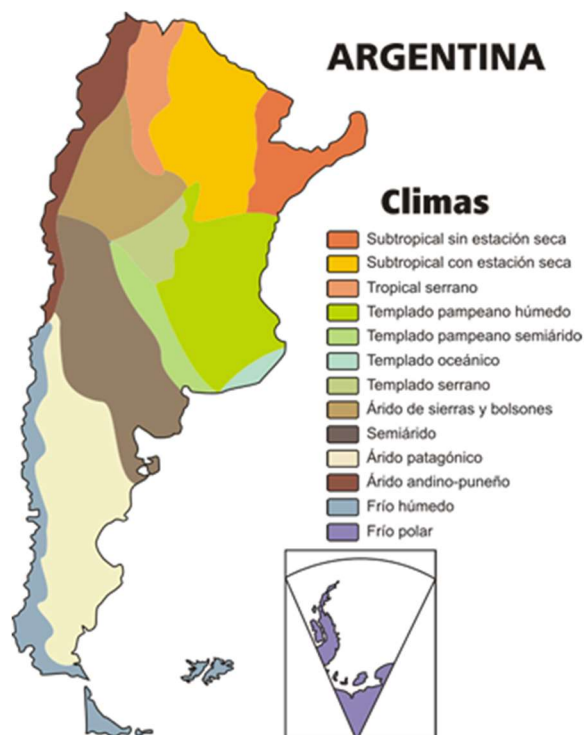 ARGENTINA
Climas
Subtropical sin estación seca
Subtropical con estación seca
Tropical serrano
Templado pampeano húmedo
Templado pampeano semiárido
Templado oceánico
Templado serrano
Árido de sierras y bolsones
Semiárido
Árido patagónico
Árido andino-puneño
Frío húmedo
Frío polar